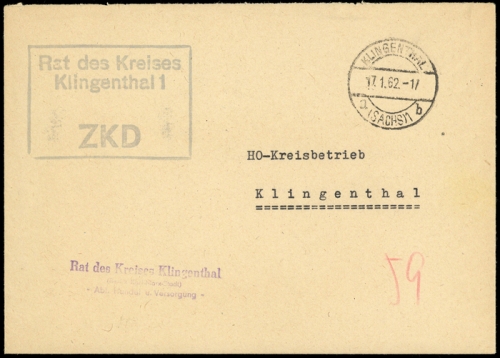 Rat des Kreises
Klingenthal 1
ZKD
KLINGENTHAL
17.1.62.-17
(SACHS)1
b
HO-Kreisbetrieb
Klingenthal
Rat des Kreises Klingenthal
- Abt. Handel u. Versorgung -
59